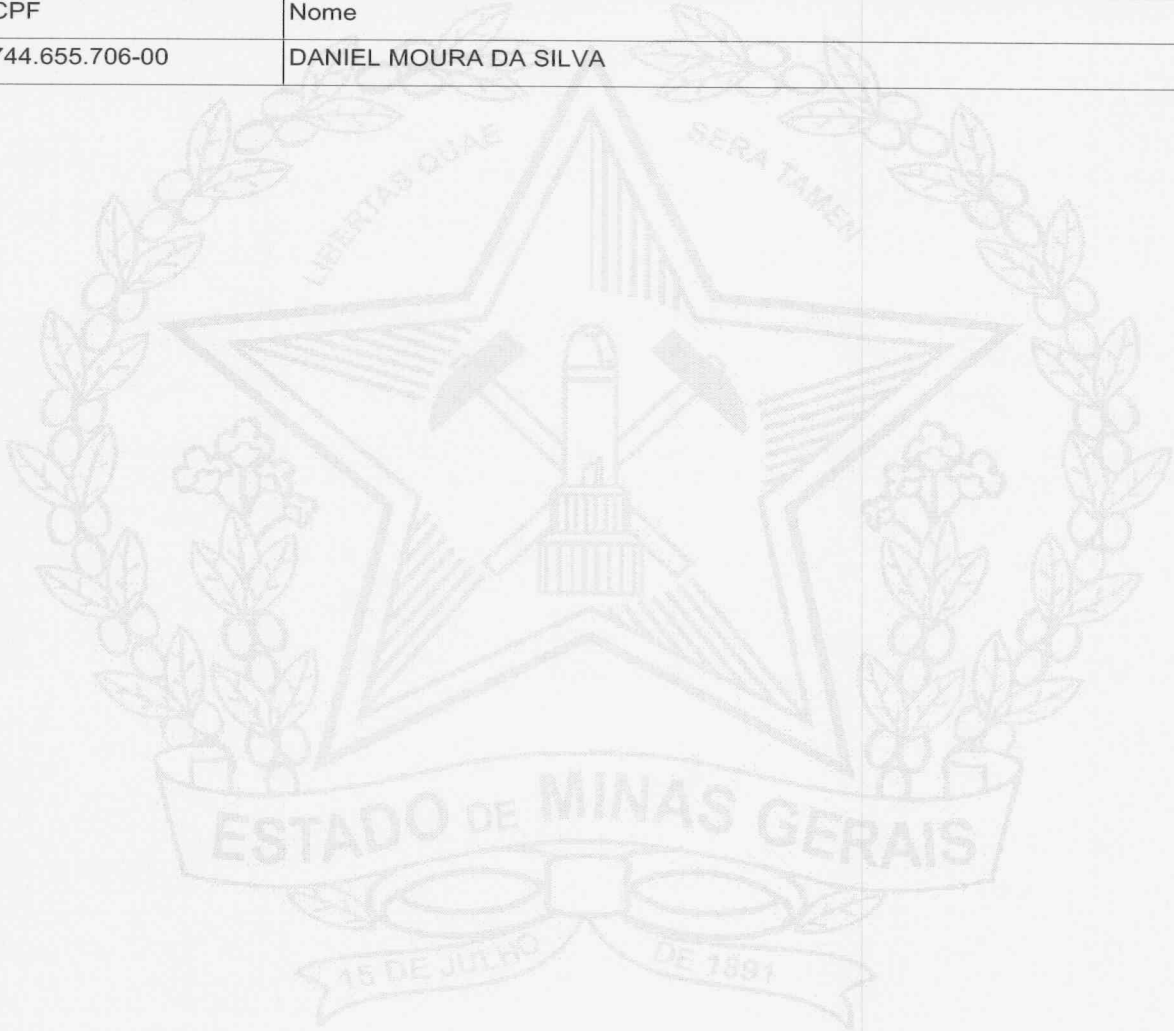 CPF Nome
744.655.706-00 DANIEL MOURA DA SILVA
LIBERTAS QUAE SERA TAMEN
ESTADO DE MINAS GERAIS
15 DE JULHO DE 1891